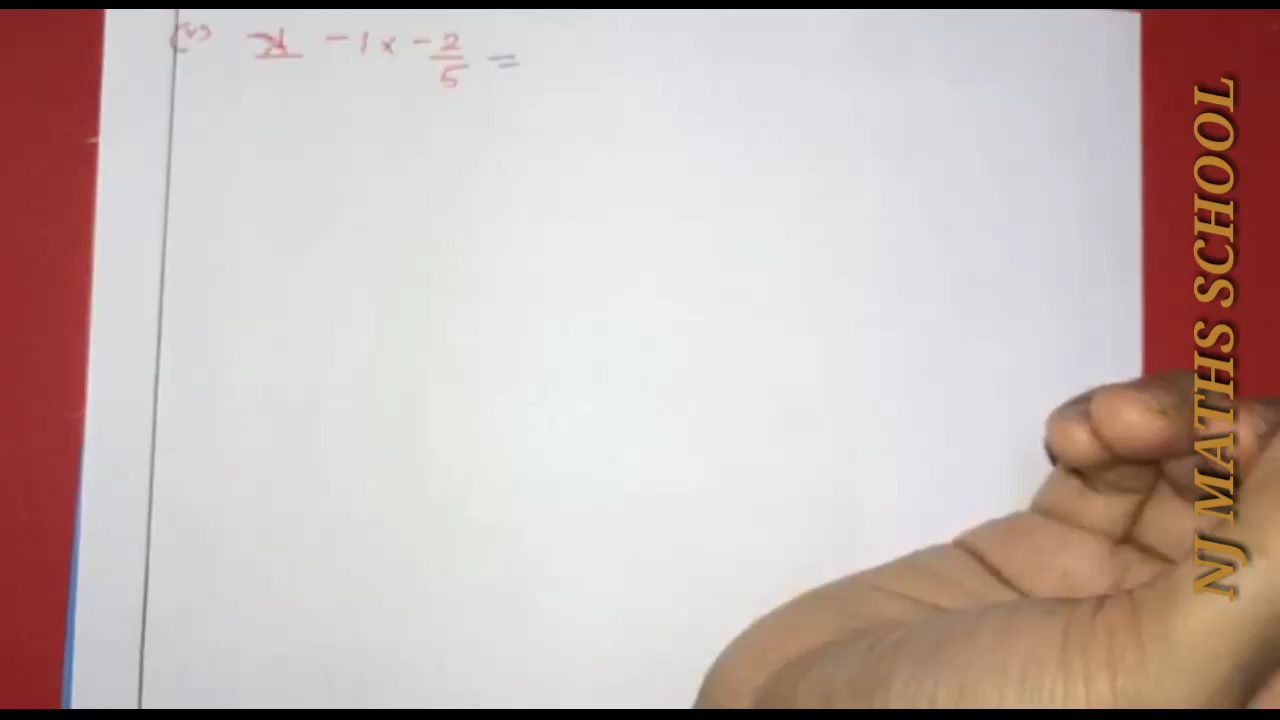 (v) -1 × -2/5 =
NJ MATHS SCHOOL